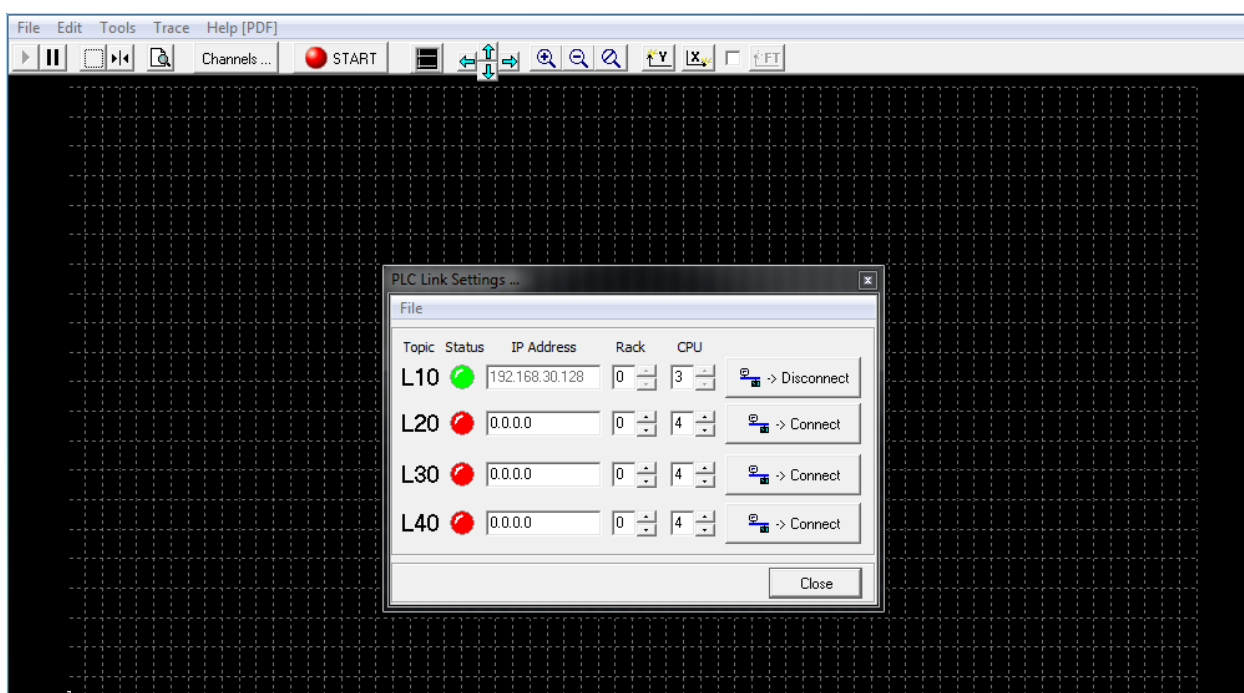 File Edit Tools Trace Help [PDF]
Channels ... START Y X FT
PLC Link Settings ...
File
Topic Status IP Address Rack CPU
L10 192.168.30.128 0 3 -> Disconnect
L20 0.0.0.0 0 4 -> Connect
L30 0.0.0.0 0 4 -> Connect
L40 0.0.0.0 0 4 -> Connect
Close